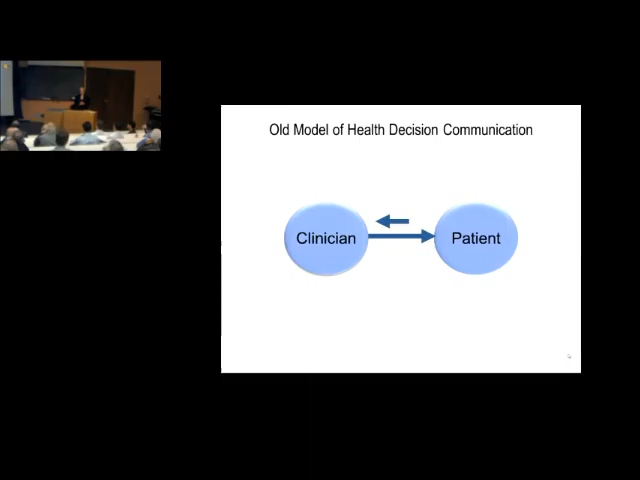 Old Model of Health Decision Communication
Clinician
Patient